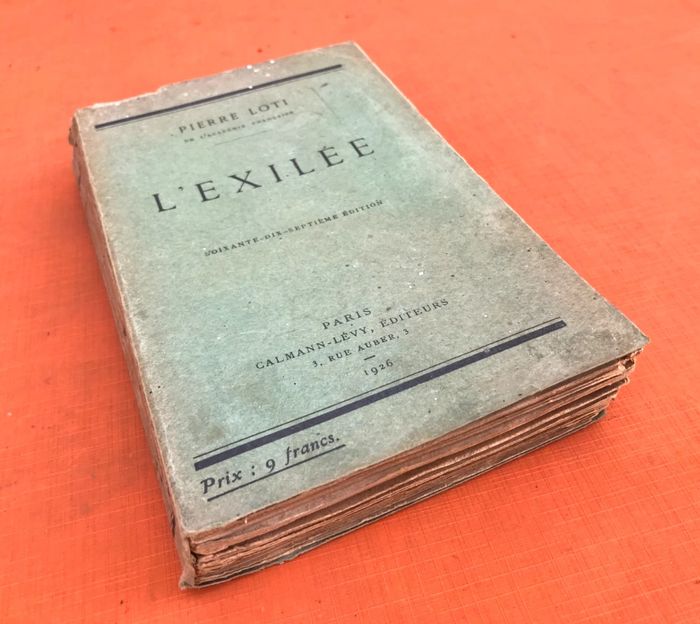 PIERRE LOTI
DE L'ACADÉMIE FRANÇAISE
L'EXILÉE
SOIXANTE-DIX-SEPTIÈME ÉDITION
PARIS
CALMANN-LÉVY, ÉDITEURS
3, RUE AUBER, 3
1926
Prix : 9 francs.